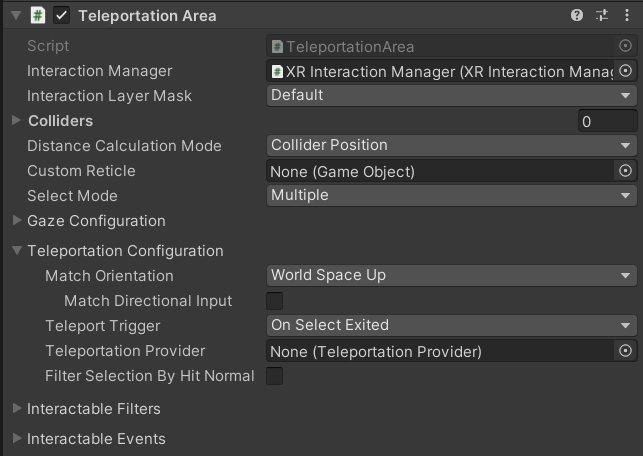 Teleportation Area
Script TeleportationArea
Interaction Manager XR Interaction Manager (XR Interaction Manag
Interaction Layer Mask Default
Colliders 0
Distance Calculation Mode Collider Position
Custom Reticle None (Game Object)
Select Mode Multiple
Gaze Configuration
Teleportation Configuration
Match Orientation World Space Up
Match Directional Input
Teleport Trigger On Select Exited
Teleportation Provider None (Teleportation Provider)
Filter Selection By Hit Normal
Interactable Filters
Interactable Events